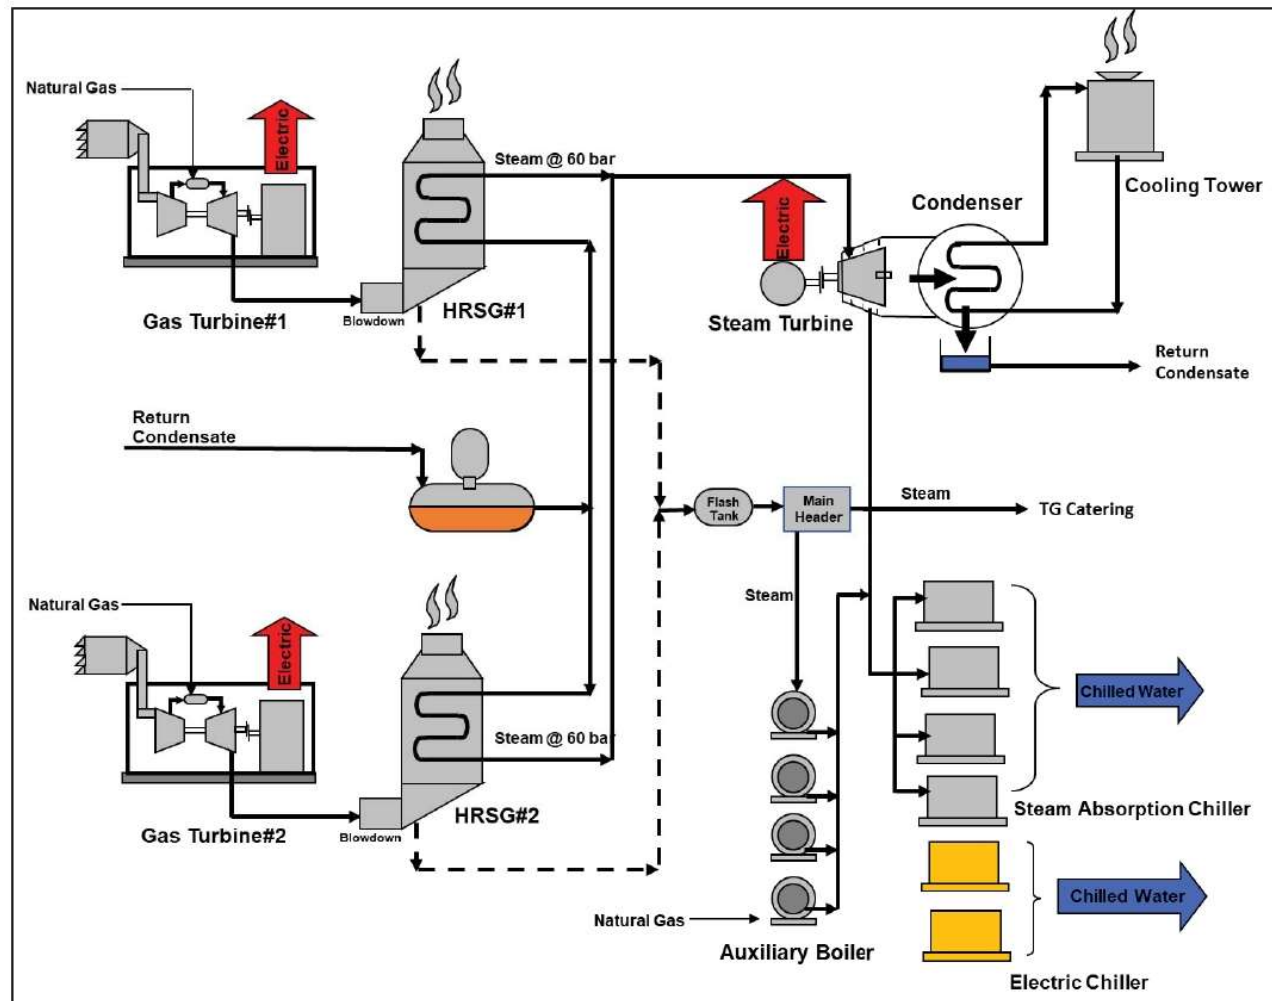 Natural Gas
Electric
Steam @ 60 bar
Cooling Tower
Condenser
Electric
HRSG#1
Blowdown
Gas Turbine#1
Steam Turbine
Return
Condensate
Return
Condensate
Flash
Tank
Main
Header
Steam
TG Catering
Steam
Natural Gas
Electric
Chilled Water
Steam @ 60 bar
HRSG#2
Blowdown
Gas Turbine#2
Steam Absorption Chiller
Chilled Water
Natural Gas
Auxiliary Boiler
Electric Chiller